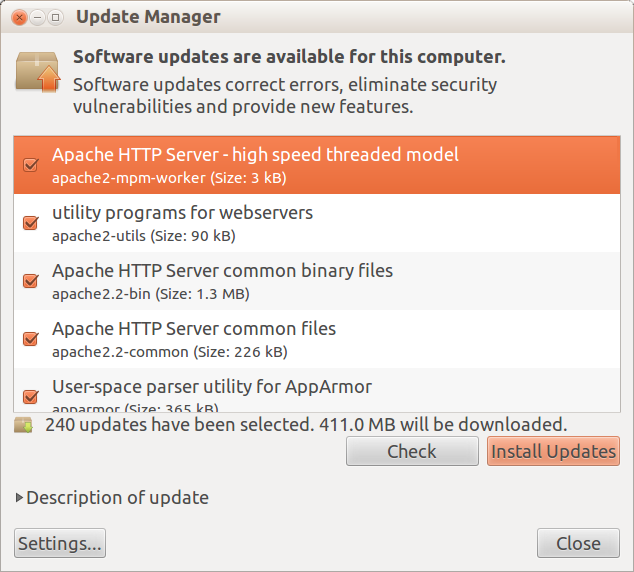 Update Manager
Software updates are available for this computer.
Software updates correct errors, eliminate security
vulnerabilities and provide new features.
Apache HTTP Server - high speed threaded model
apache2-mpm-worker (Size: 3 kB)
utility programs for webservers
apache2-utils (Size: 90 kB)
Apache HTTP Server common binary files
apache2.2-bin (Size: 1.3 MB)
Apache HTTP Server common files
apache2.2-common (Size: 226 kB)
User-space parser utility for AppArmor
apparmor (Size: 365 kB)
240 updates have been selected. 411.0 MB will be downloaded.
Check Install Updates
Description of update
Settings... Close